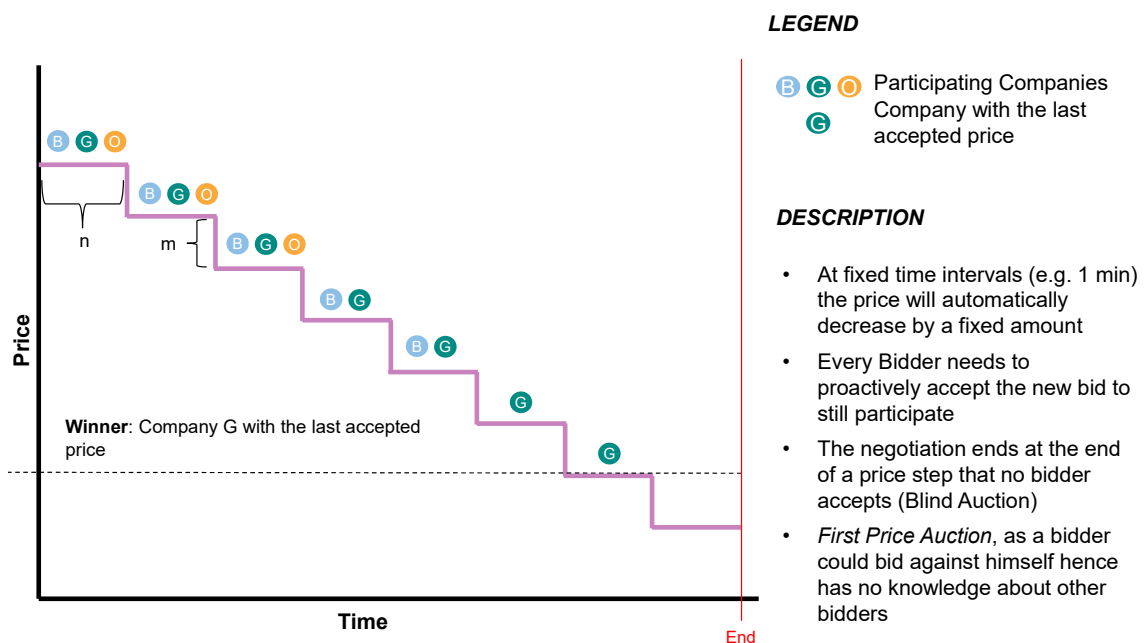 LEGEND
B G O Participating Companies
G Company with the last
accepted price
B G O
B G O
n
m
B G O
B G
B G
G
G
Price
Winner: Company G with the last accepted
price
Time
End
DESCRIPTION
• At fixed time intervals (e.g. 1 min)
the price will automatically
decrease by a fixed amount
• Every Bidder needs to
proactively accept the new bid to
still participate
• The negotiation ends at the end
of a price step that no bidder
accepts (Blind Auction)
• First Price Auction, as a bidder
could bid against himself hence
has no knowledge about other
bidders